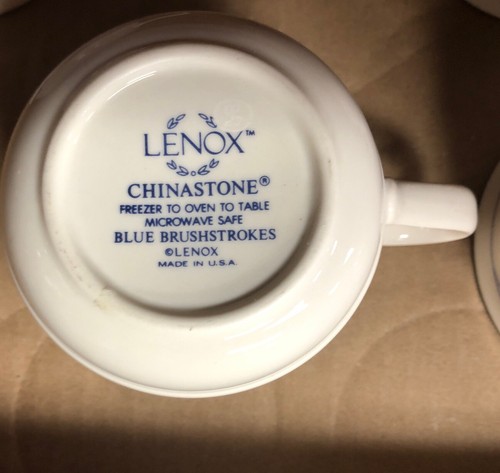 LENOX™
CHINASTONE®
FREEZER TO OVEN TO TABLE
MICROWAVE SAFE
BLUE BRUSHSTROKES
©LENOX
MADE IN U.S.A.